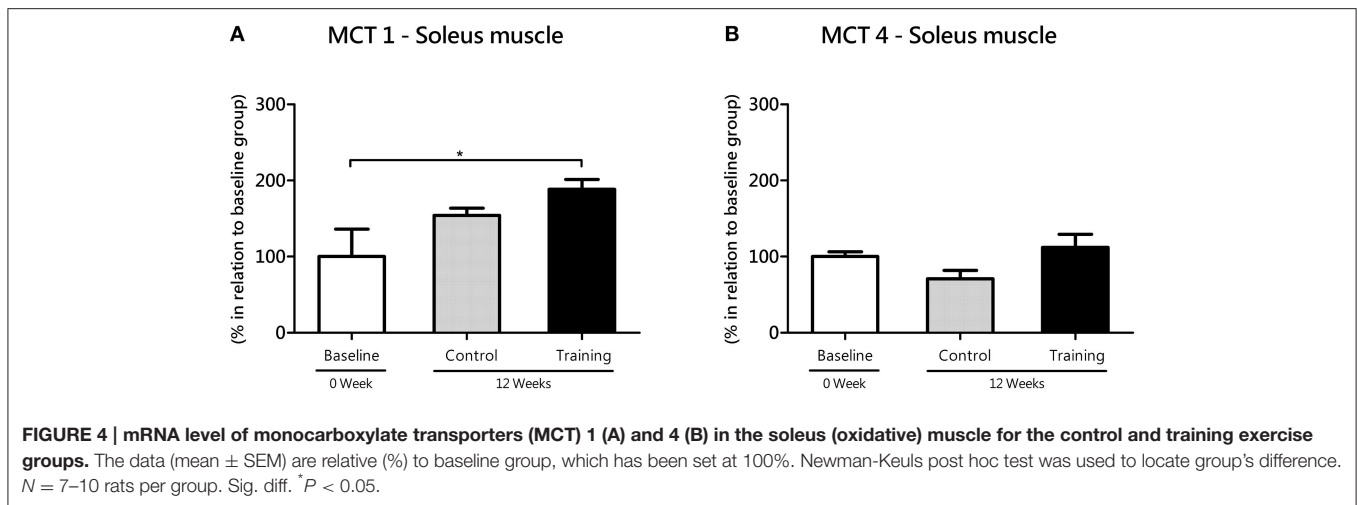 A MCT 1 - Soleus muscle
(% in relation to baseline group)
300
200
100
0
*
Baseline Control Training
0 Week 12 Weeks
B MCT 4 - Soleus muscle
(% in relation to baseline group)
300
200
100
0
Baseline Control Training
0 Week 12 Weeks
FIGURE 4 | mRNA level of monocarboxylate transporters (MCT) 1 (A) and 4 (B) in the soleus (oxidative) muscle for the control and training exercise
groups. The data (mean ± SEM) are relative (%) to baseline group, which has been set at 100%. Newman-Keuls post hoc test was used to locate group's difference.
N = 7–10 rats per group. Sig. diff. *P < 0.05.